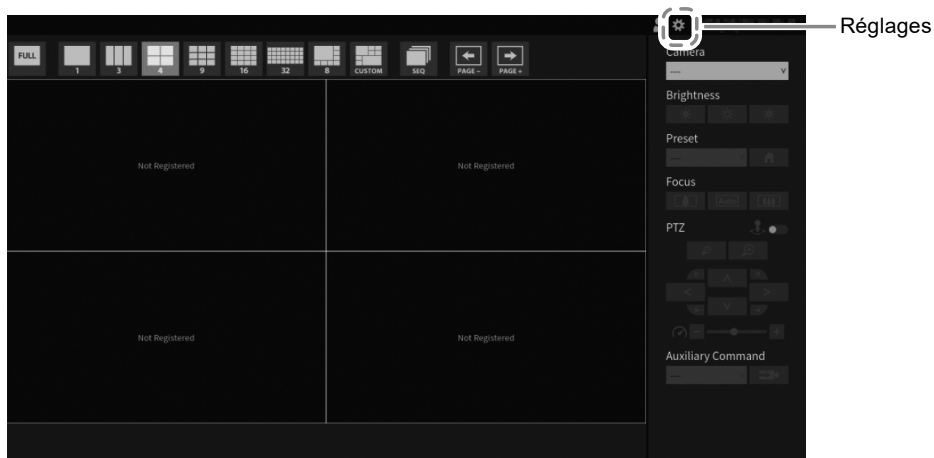 Réglages
FULL
1
3
4
9
16
32
8
CUSTOM
SEQ
PAGE -
PAGE +
Camera
---
Brightness
Not Registered
Not Registered
Preset
---
Focus
Auto
PTZ
Not Registered
Not Registered
Auxiliary Command
---